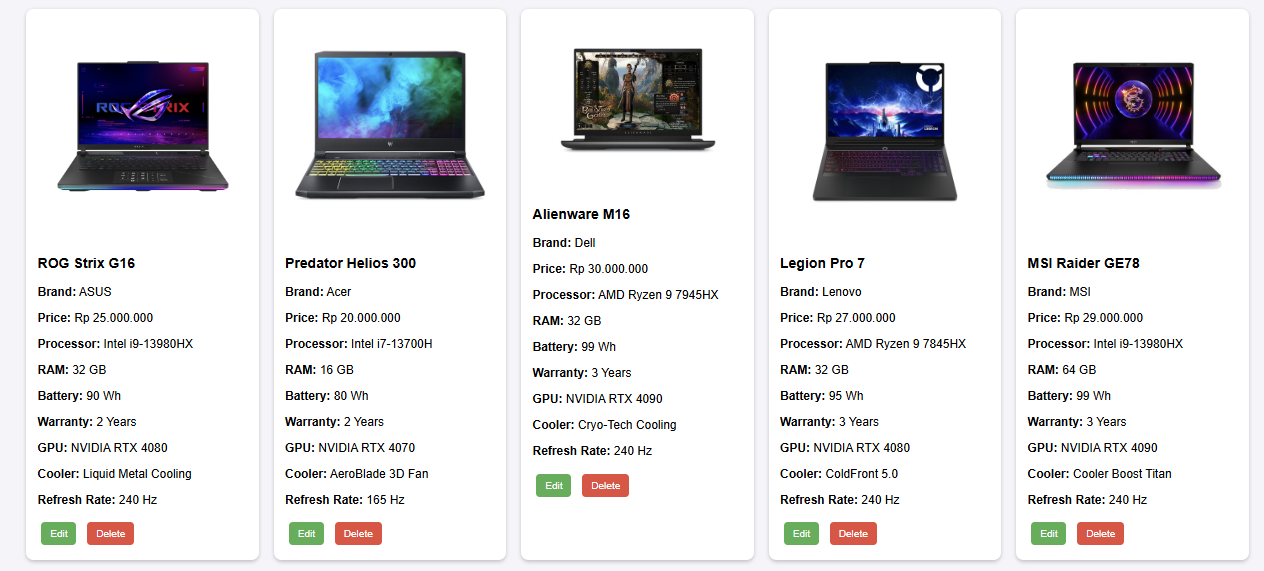 ROG STRIX
ROG Strix G16
Brand: ASUS
Price: Rp 25.000.000
Processor: Intel i9-13980HX
RAM: 32 GB
Battery: 90 Wh
Warranty: 2 Years
GPU: NVIDIA RTX 4080
Cooler: Liquid Metal Cooling
Refresh Rate: 240 Hz
Edit Delete
Predator Helios 300
Brand: Acer
Price: Rp 20.000.000
Processor: Intel i7-13700H
RAM: 16 GB
Battery: 80 Wh
Warranty: 2 Years
GPU: NVIDIA RTX 4070
Cooler: AeroBlade 3D Fan
Refresh Rate: 165 Hz
Edit Delete
ALIENWARE
Alienware M16
Brand: Dell
Price: Rp 30.000.000
Processor: AMD Ryzen 9 7945HX
RAM: 32 GB
Battery: 99 Wh
Warranty: 3 Years
GPU: NVIDIA RTX 4090
Cooler: Cryo-Tech Cooling
Refresh Rate: 240 Hz
Edit Delete
LEGION
Legion Pro 7
Brand: Lenovo
Price: Rp 27.000.000
Processor: AMD Ryzen 9 7845HX
RAM: 32 GB
Battery: 95 Wh
Warranty: 3 Years
GPU: NVIDIA RTX 4080
Cooler: ColdFront 5.0
Refresh Rate: 240 Hz
Edit Delete
MSI Raider GE78
Brand: MSI
Price: Rp 29.000.000
Processor: Intel i9-13980HX
RAM: 64 GB
Battery: 99 Wh
Warranty: 3 Years
GPU: NVIDIA RTX 4090
Cooler: Cooler Boost Titan
Refresh Rate: 240 Hz
Edit Delete